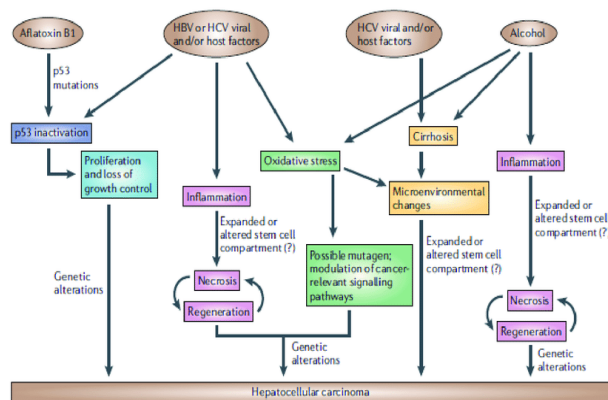 Aflatoxin B1
HBV or HCV viral
and/or host factors
HCV viral and/or
host factors
Alcohol
p53
mutations
p53 inactivation
Cirrhosis
Proliferation
and loss of
growth control
Oxidative stress
Inflammation
Inflammation
Microenvironmental
changes
Expanded or
altered stem cell
compartment (?)
Expanded or
altered stem cell
compartment (?)
Expanded or
altered stem cell
compartment (?)
Possible mutagen;
modulation of cancer-
relevant signalling
pathways
Genetic
alterations
Necrosis
Regeneration
Necrosis
Regeneration
Genetic
alterations
Genetic
alterations
Hepatocellular carcinoma